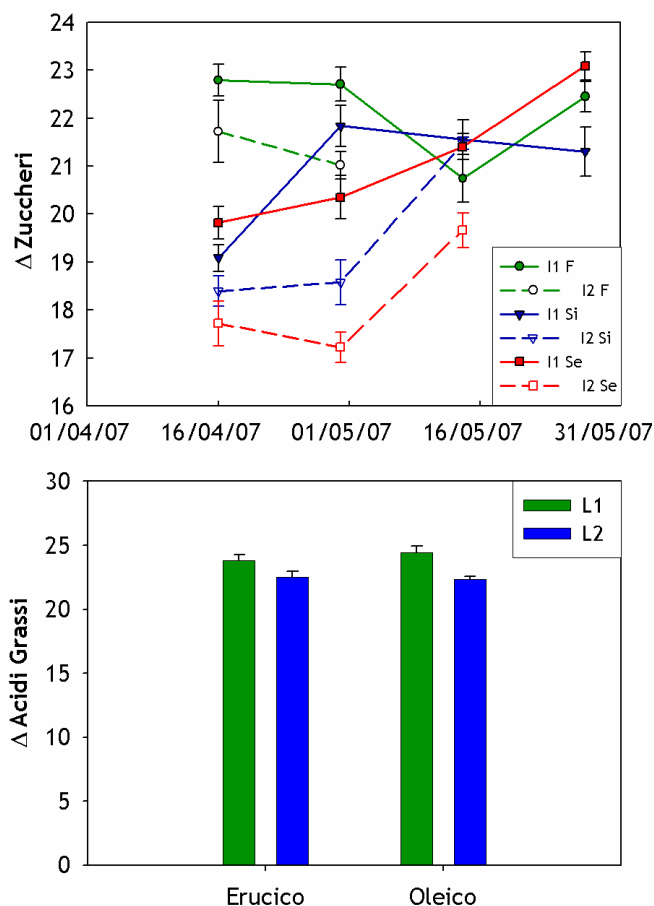 24
23
22
21
20
19
18
17
16
Δ Zuccheri
I1 F
I2 F
I1 Si
I2 Si
I1 Se
I2 Se
01/04/07 16/04/07 01/05/07 16/05/07 31/05/07
30
25
20
15
10
5
0
Δ Acidi Grassi
L1
L2
Erucico Oleico